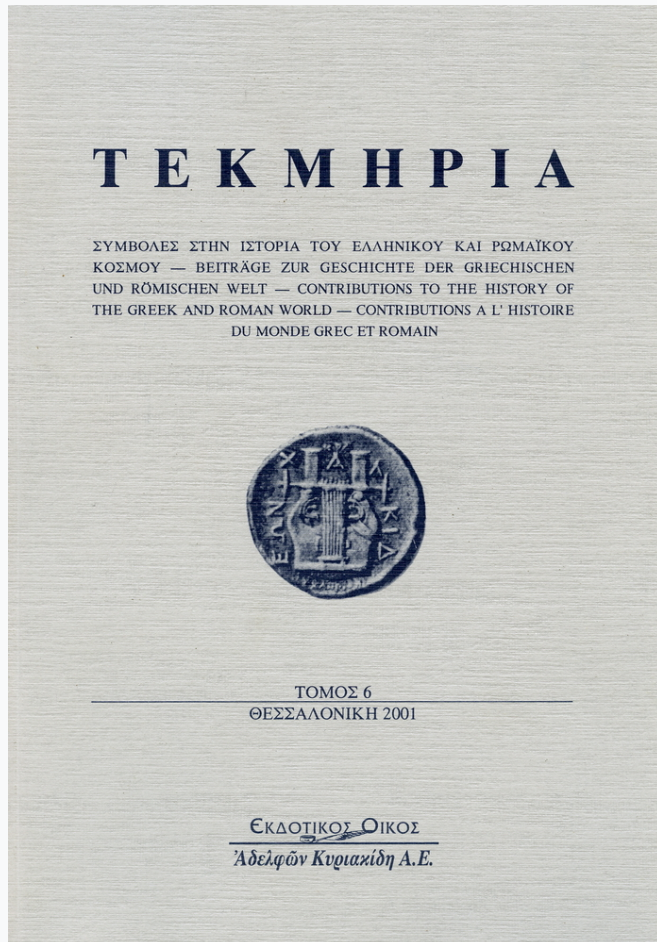 ΤΕΚΜΗΡΙΑ
ΣΥΜΒΟΛΕΣ ΣΤΗΝ ΙΣΤΟΡΙΑ ΤΟΥ ΕΛΛΗΝΙΚΟΥ ΚΑΙ ΡΩΜΑΪΚΟΥ
ΚΟΣΜΟΥ — BEITRÄGE ZUR GESCHICHTE DER GRIECHISCHEN
UND RÖMISCHEN WELT — CONTRIBUTIONS TO THE HISTORY OF
THE GREEK AND ROMAN WORLD — CONTRIBUTIONS A L' HISTOIRE
DU MONDE GREC ET ROMAIN
ΧΑΛΚΙΔ
ΕΩΝ
ΤΟΜΟΣ 6
ΘΕΣΣΑΛΟΝΙΚΗ 2001
ΕΚΔΟΤΙΚΟΣ ΟΙΚΟΣ
Ἀδελφῶν Κυριακίδη Α.Ε.